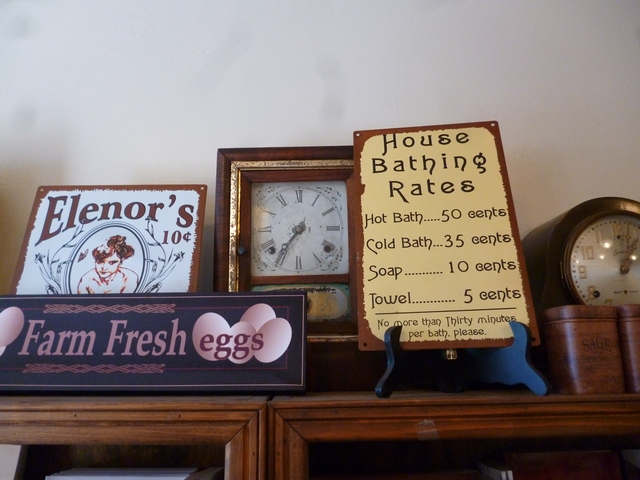 Elenor's
10¢
Farm Fresh eggs
House
Bathing
Rates
Hot Bath.....50 cents
Cold Bath...35 cents
Soap........... 10 cents
Towel............ 5 cents
No more than Thirty minutes
per bath, please.
SAGE